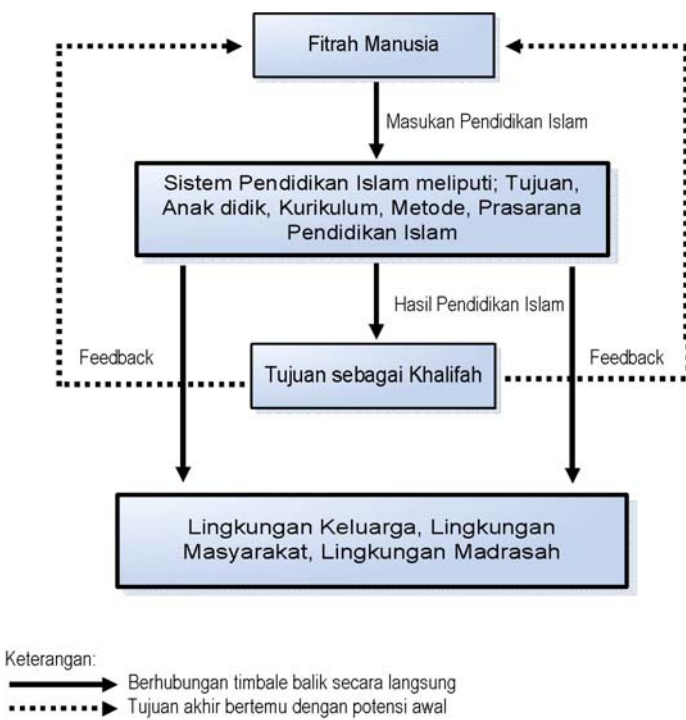 Fitrah Manusia
Masukan Pendidikan Islam
Sistem Pendidikan Islam meliputi; Tujuan,
Anak didik, Kurikulum, Metode, Prasarana
Pendidikan Islam
Hasil Pendidikan Islam
Feedback
Tujuan sebagai Khalifah
Feedback
Lingkungan Keluarga, Lingkungan
Masyarakat, Lingkungan Madrasah
Keterangan:
Berhubungan timbale balik secara langsung
Tujuan akhir bertemu dengan potensi awal